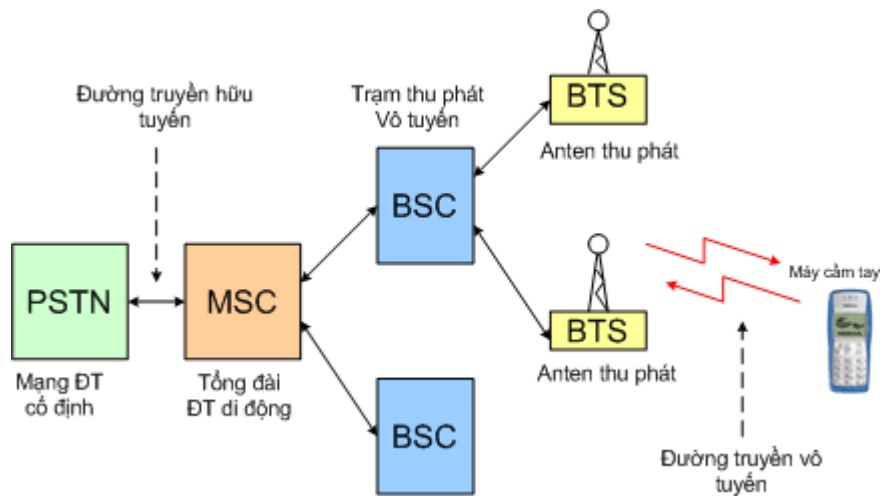 Đường truyền hữu
tuyến
Trạm thu phát
Vô tuyến
BTS
Anten thu phát
BSC
PSTN
MSC
Máy cầm tay
BTS
Anten thu phát
Mạng ĐT
cố định
Tổng đài
ĐT di động
BSC
Đường truyền vô
tuyến